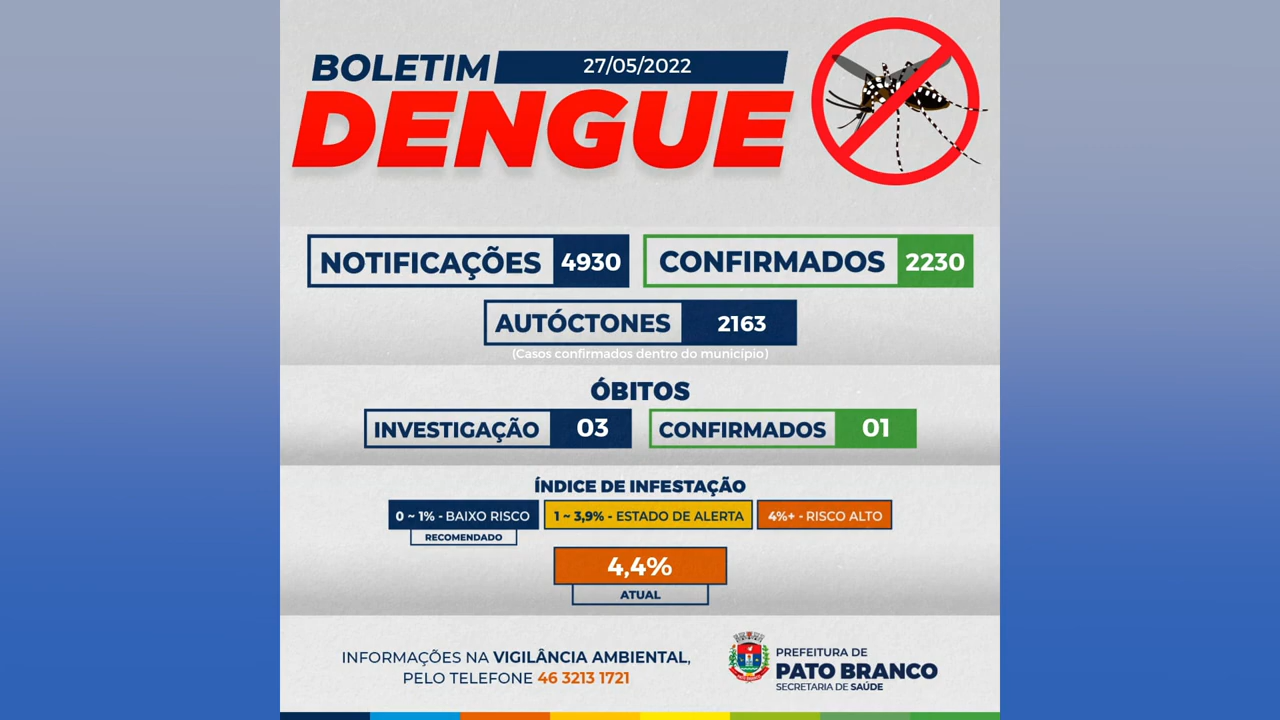 BOLETIM 27/05/2022
DENGUE
NOTIFICAÇÕES 4930 CONFIRMADOS 2230
AUTÓCTONES 2163
(Casos confirmados dentro do município)
ÓBITOS
INVESTIGAÇÃO 03 CONFIRMADOS 01
ÍNDICE DE INFESTAÇÃO
0 ~ 1% - BAIXO RISCO 1 ~ 3,9% - ESTADO DE ALERTA 4%+ - RISCO ALTO
RECOMENDADO
4,4%
ATUAL
INFORMAÇÕES NA VIGILÂNCIA AMBIENTAL,
PELO TELEFONE 46 3213 1721
PREFEITURA DE
PATO BRANCO
SECRETARIA DE SAÚDE